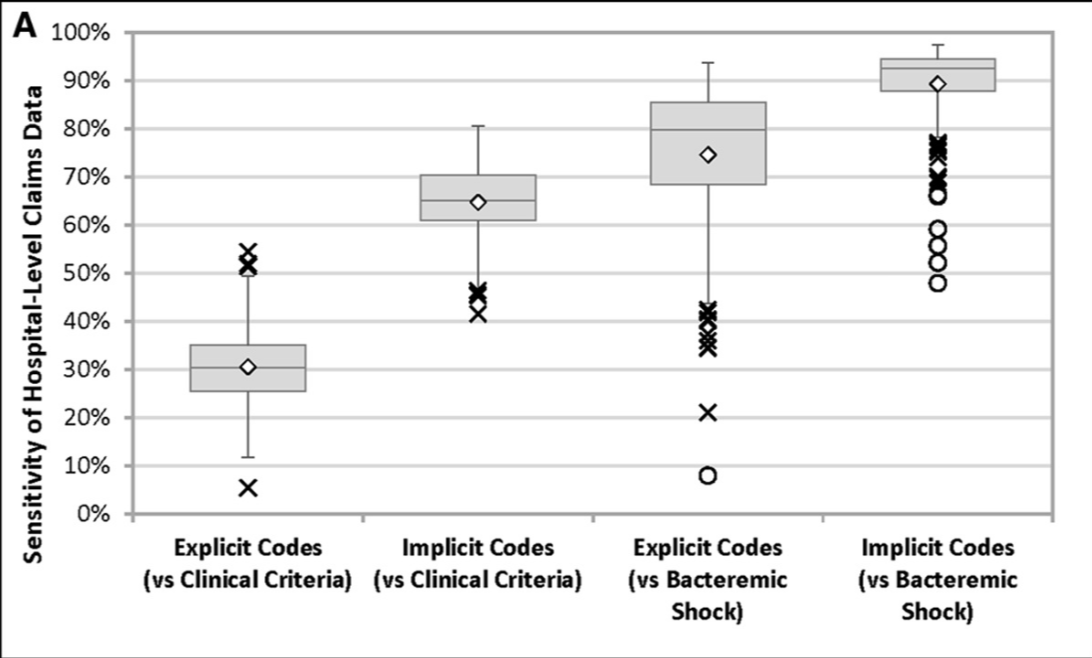 A
Sensitivity of Hospital-Level Claims Data
100%
90%
80%
70%
60%
50%
40%
30%
20%
10%
0%
Explicit Codes
(vs Clinical Criteria)
Implicit Codes
(vs Clinical Criteria)
Explicit Codes
(vs Bacteremic
Shock)
Implicit Codes
(vs Bacteremic
Shock)